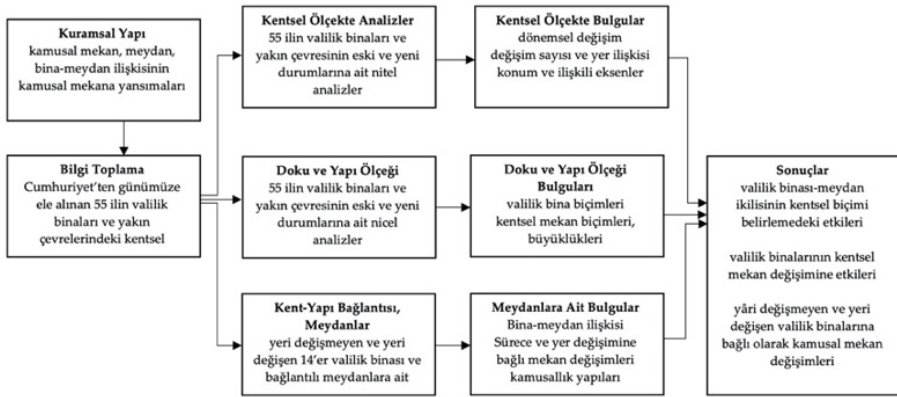 Kuramsal Yapı
kamusal mekan, meydan,
bina-meydan ilişkisinin
kamusal mekana yansımaları
Bilgi Toplama
Cumhuriyet'ten günümüze
ele alınan 55 ilin valilik
binaları ve yakın
çevrelerindeki kentsel
Kentsel Ölçekte Analizler
55 ilin valilik binaları ve
yakın çevresinin eski ve yeni
durumlarına ait nitel
analizler
Doku ve Yapı Ölçeği
55 ilin valilik binaları ve
yakın çevresinin eski ve yeni
durumlarına ait nicel
analizler
Kent-Yapı Bağlantısı,
Meydanlar
yeri değişmeyen ve yeri
değişen 14'er valilik binası ve
bağlantılı meydanlara ait
Kentsel Ölçekte Bulgular
dönemsel değişim
değişim sayısı ve yer ilişkisi
konum ve ilişkili eksenler
Doku ve Yapı Ölçeği
Bulguları
valilik bina biçimleri
kentsel mekan biçimleri,
büyüklükleri
Meydanlara Ait Bulgular
Bina-meydan ilişkisi
Sürece ve yer değişimine
bağlı mekan değişimleri
kamusallık yapıları
Sonuçlar
valilik binası-meydan
ikilisinin kentsel biçimi
belirlemedeki etkileri
valilik binalarının kentsel
mekan değişimine etkileri
yâri değişmeyen ve yeri
değişen valilik binalarına
bağlı olarak kamusal mekan
değişimleri